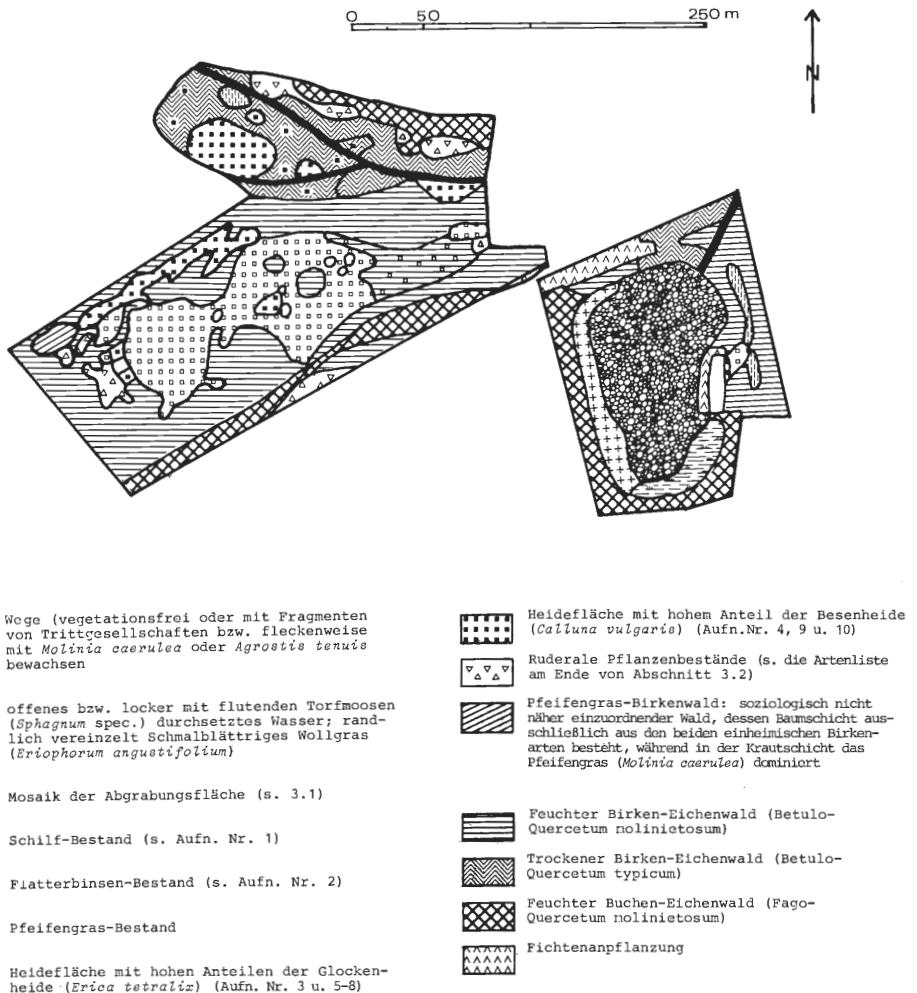 0 50 250 m
N
Wege (vegetationsfrei oder mit Fragmenten
von Trittgesellschaften bzw. fleckenweise
mit Molinia caerulea oder Agrostis tenuis
bewachsen
offenes bzw. locker mit flutenden Torfmoosen
(Sphagnum spec.) durchsetztes Wasser; rand-
lich vereinzelt Schmalblättriges Wollgras
(Eriophorum angustifolium)
Mosaik der Abgrabungsfläche (s. 3.1)
Schilf-Bestand (s. Aufn. Nr. 1)
Flatterbinsen-Bestand (s. Aufn. Nr. 2)
Pfeifengras-Bestand
Heidefläche mit hohen Anteilen der Glocken-
heide (Erica tetralix) (Aufn. Nr. 3 u. 5-8)
Heidefläche mit hohem Anteil der Besenheide
(Calluna vulgaris) (Aufn.Nr. 4, 9 u. 10)
Ruderale Pflanzenbestände (s. die Artenliste
am Ende von Abschnitt 3.2)
Pfeifengras-Birkenwald: soziologisch nicht
näher einzuordnender Wald, dessen Baumschicht aus-
schließlich aus den beiden einheimischen Birken-
arten besteht, während in der Krautschicht das
Pfeifengras (Molinia caerulea) dominiert
Feuchter Birken-Eichenwald (Betulo-
Quercetum molinietosum)
Trockener Birken-Eichenwald (Betulo-
Quercetum typicum)
Feuchter Buchen-Eichenwald (Fago-
Quercetum molinietosum)
Fichtenanpflanzung